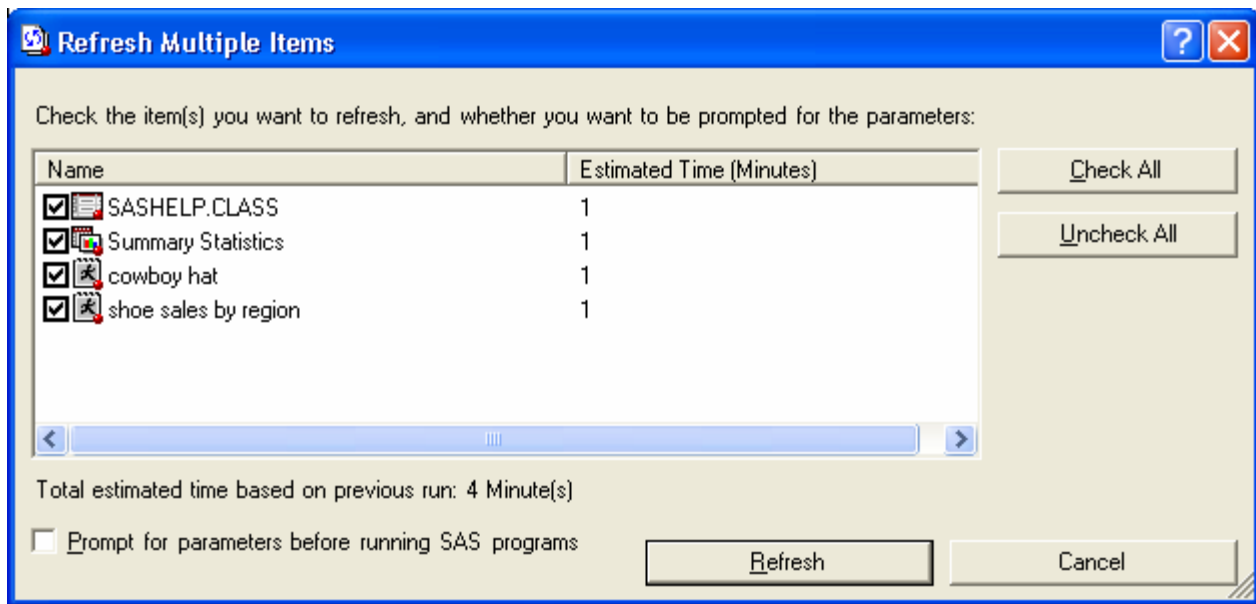 Refresh Multiple Items
Check the item(s) you want to refresh, and whether you want to be prompted for the parameters:
Name Estimated Time (Minutes)
SASHELP.CLASS 1
Summary Statistics 1
cowboy hat 1
shoe sales by region 1
Check All
Uncheck All
Total estimated time based on previous run: 4 Minute(s)
Prompt for parameters before running SAS programs
Refresh Cancel